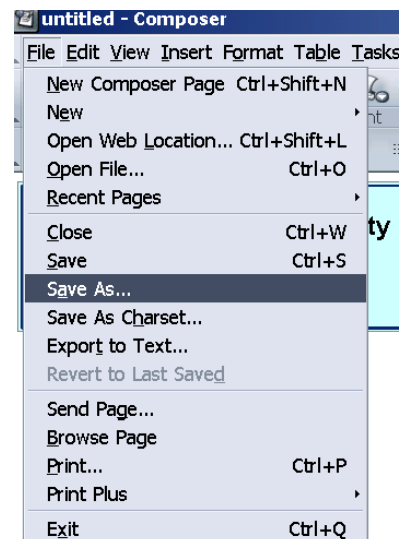 untitled - Composer
File Edit View Insert Format Table Tasks
New Composer Page Ctrl+Shift+N
New
nt
Open Web Location... Ctrl+Shift+L
Open File... Ctrl+O
Recent Pages
Close Ctrl+W
ty
Save Ctrl+S
Save As...
Save As Charset...
Export to Text...
Revert to Last Saved
Send Page...
Browse Page
Print... Ctrl+P
Print Plus
Exit Ctrl+Q